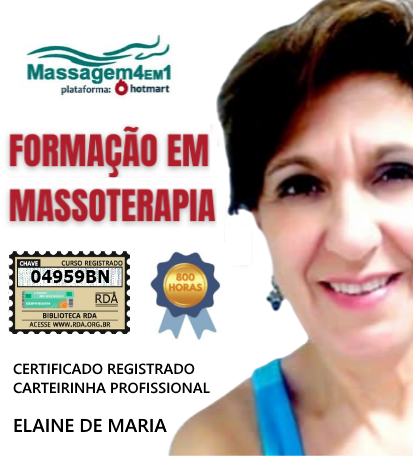 Massagem4EM1
plataforma: hotmart
FORMAÇÃO EM
MASSOTERAPIA
CHAVE CURSO REGISTRADO
04959BN
RDA
BIBLIOTECA RDA
ACESSE WWW.RDA.ORG.BR
800
HORAS
CERTIFICADO REGISTRADO
CARTEIRINHA PROFISSIONAL
ELAINE DE MARIA